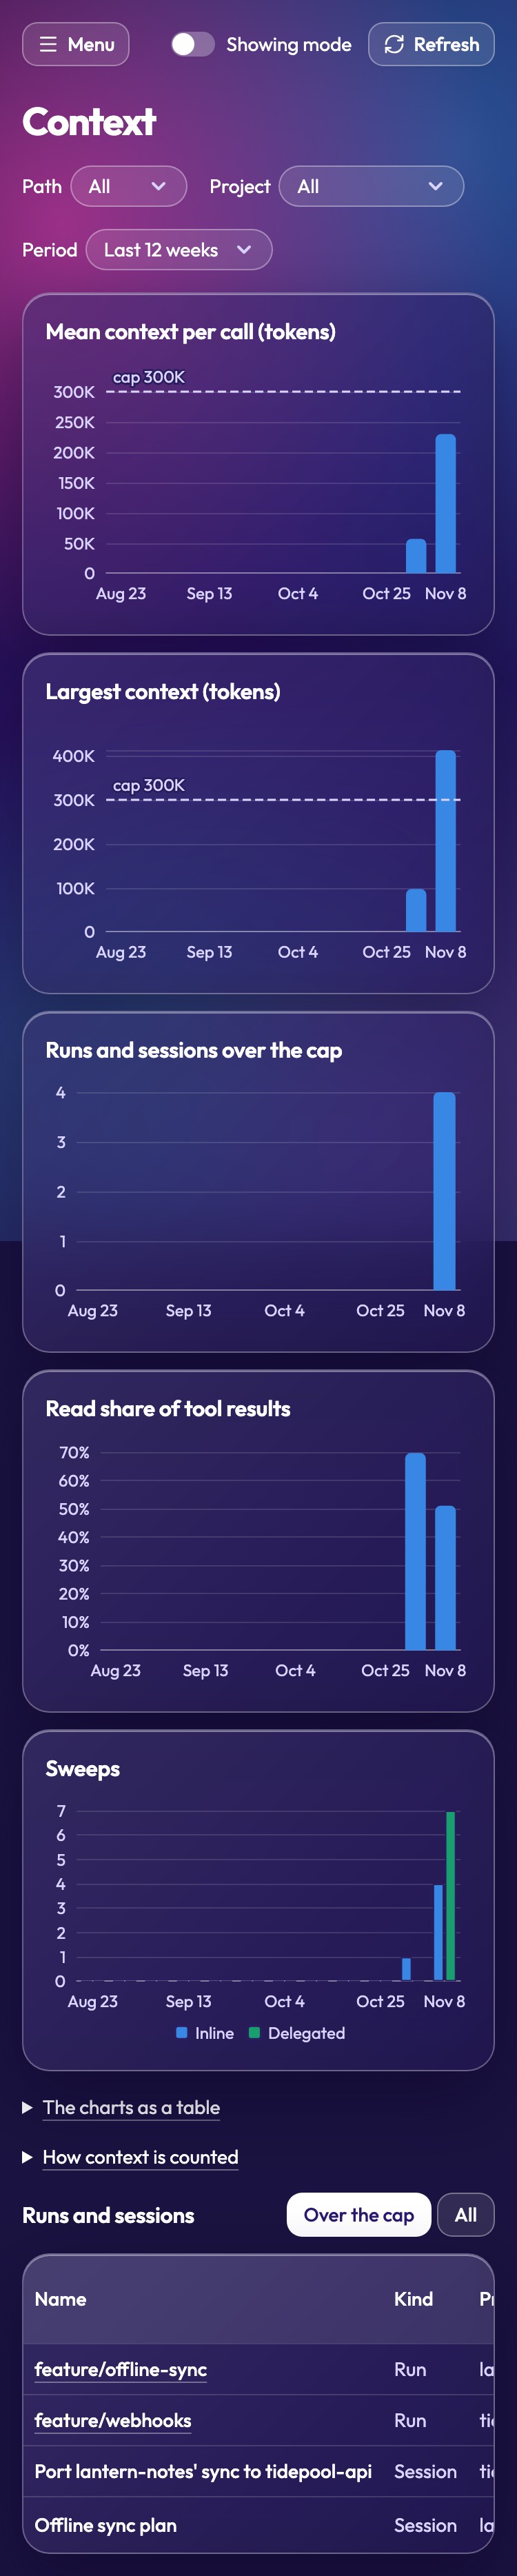 Menu Showing mode Refresh
Context
Path All Project All
Period Last 12 weeks
Mean context per call (tokens)
cap 300K
300K
250K
200K
150K
100K
50K
0
Aug 23 Sep 13 Oct 4 Oct 25 Nov 8
Largest context (tokens)
400K
cap 300K
300K
200K
100K
0
Aug 23 Sep 13 Oct 4 Oct 25 Nov 8
Runs and sessions over the cap
4
3
2
1
0
Aug 23 Sep 13 Oct 4 Oct 25 Nov 8
Read share of tool results
70%
60%
50%
40%
30%
20%
10%
0%
Aug 23 Sep 13 Oct 4 Oct 25 Nov 8
Sweeps
7
6
5
4
3
2
1
0
Aug 23 Sep 13 Oct 4 Oct 25 Nov 8
Inline Delegated
The charts as a table
How context is counted
Runs and sessions Over the cap All
Name Kind
feature/offline-sync Run
feature/webhooks Run
Port lantern-notes' sync to tidepool-api Session
Offline sync plan Session